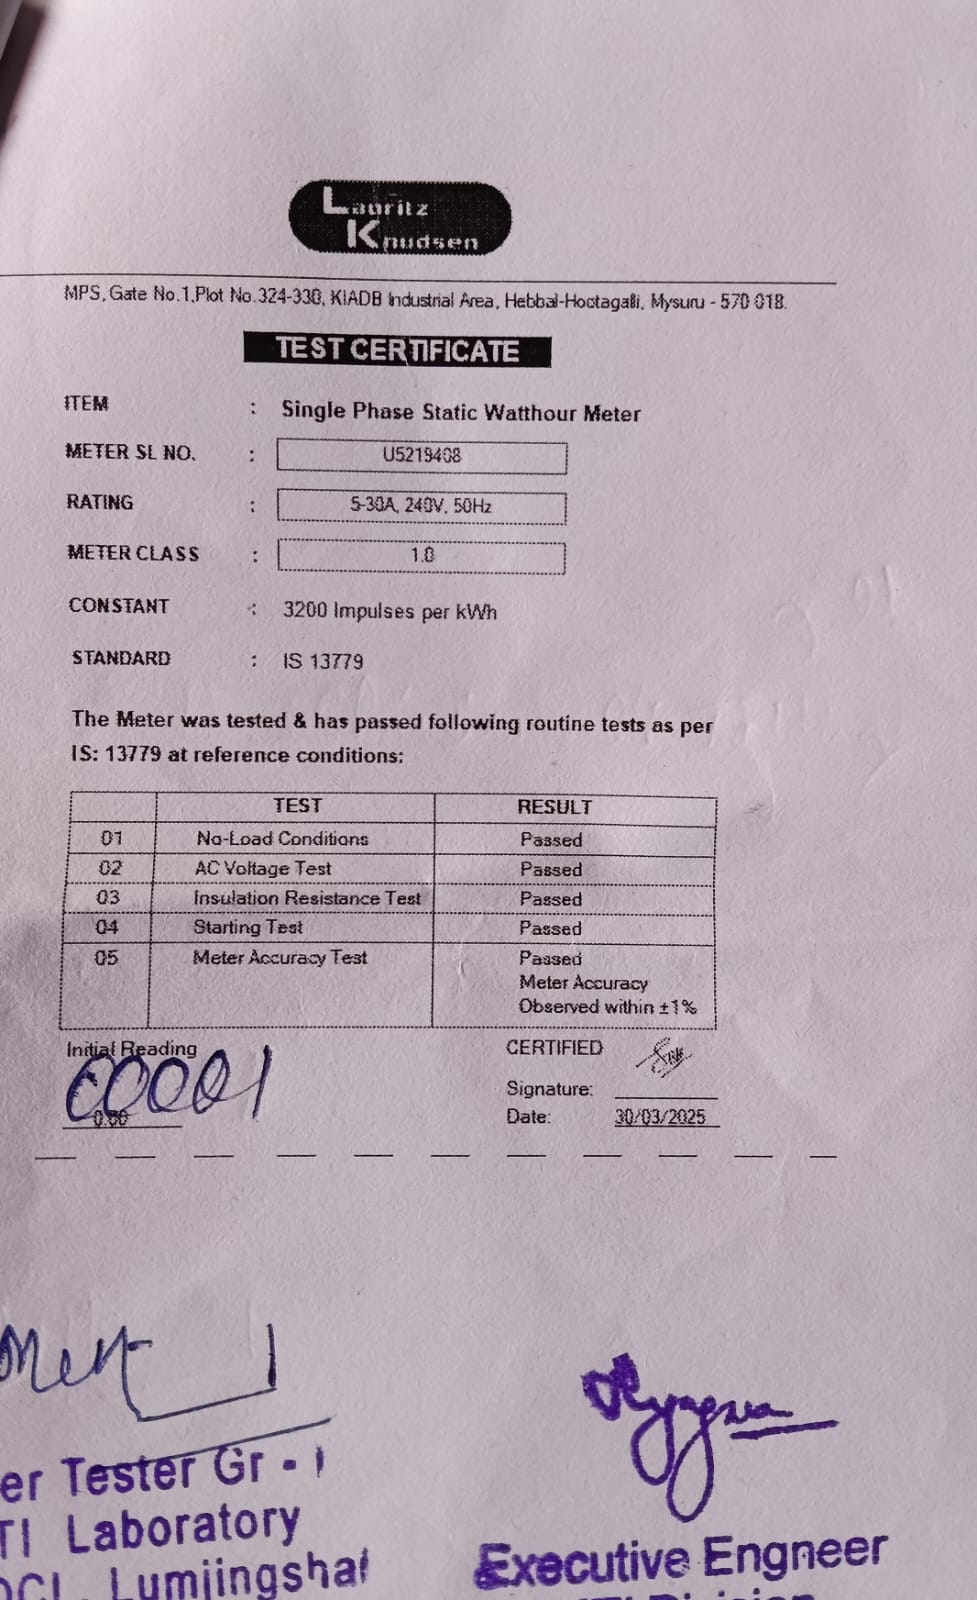 Lauritz
Knudsen
MPS, Gate No.1,Plot No.324-330, KIADB Industrial Area, Hebbal-Hootagalli, Mysuru - 570 018.
TEST CERTIFICATE
ITEM : Single Phase Static Watthour Meter
METER SL NO. : U5219408
RATING : 5-30A, 240V, 50Hz
METER CLASS : 1.0
CONSTANT : 3200 Impulses per kWh
STANDARD : IS 13779
The Meter was tested & has passed following routine tests as per
IS: 13779 at reference conditions:
TEST RESULT
01 No-Load Conditions Passed
02 AC Voltage Test Passed
03 Insulation Resistance Test Passed
04 Starting Test Passed
05 Meter Accuracy Test Passed
Meter Accuracy
Observed within ±1%
Initial Reading
00001
CERTIFIED
Signature:
Date: 30/03/2025
er Tester Gr - I
TI Laboratory
Lumjingshai
Executive Engneer
Division